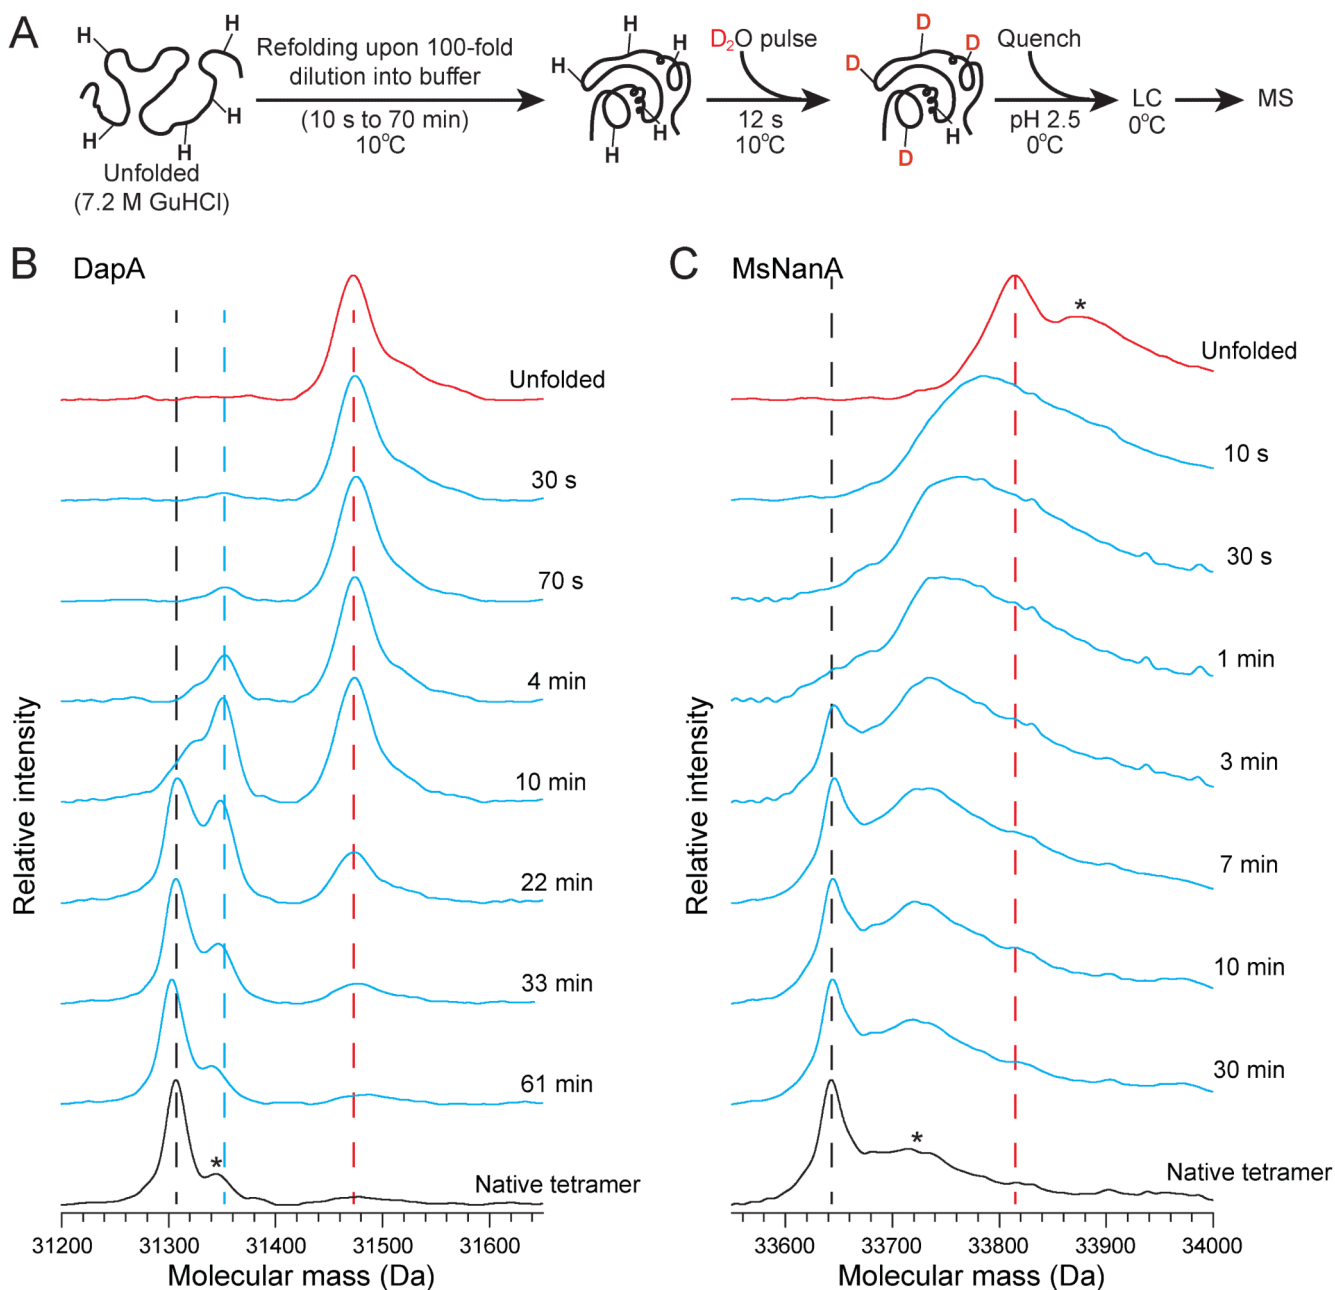 A
H
H
H
H
H
Unfolded
(7.2 M GuHCl)
Refolding upon 100-fold
dilution into buffer
(10 s to 70 min)
10°C
H
H
H
H
H
D₂O pulse
12 s
10°C
D
D
D
H
D
Quench
pH 2.5
0°C
LC
0°C
MS
B
DapA
Unfolded
30 s
70 s
4 min
10 min
22 min
33 min
61 min
*
Native tetramer
Relative intensity
31200
31300
31400
31500
31600
Molecular mass (Da)
C
MsNanA
*
Unfolded
10 s
30 s
1 min
3 min
7 min
10 min
30 min
*
Native tetramer
Relative intensity
33600
33700
33800
33900
34000
Molecular mass (Da)